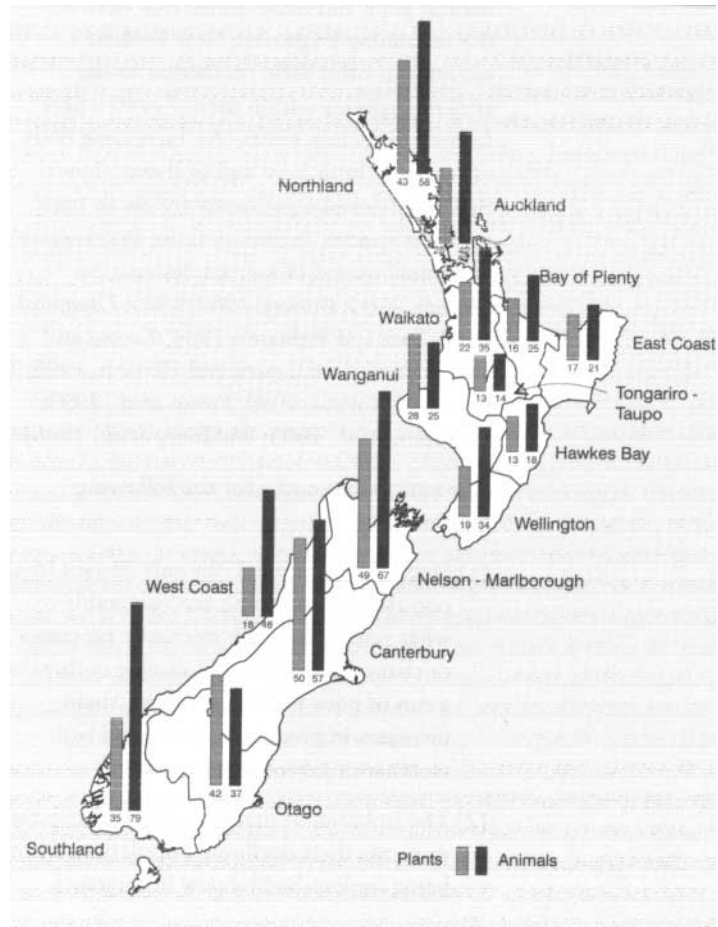 Northland
43 58
Auckland
Bay of Plenty
Waikato
22 35
16 25
East Coast
17 21
Wanganui
28 25
13 14
Tongariro -
Taupo
13 18
Hawkes Bay
19 34
Wellington
49 67
Nelson - Marlborough
West Coast
18 48
Canterbury
50 57
42 37
Otago
35 79
Southland
Plants Animals